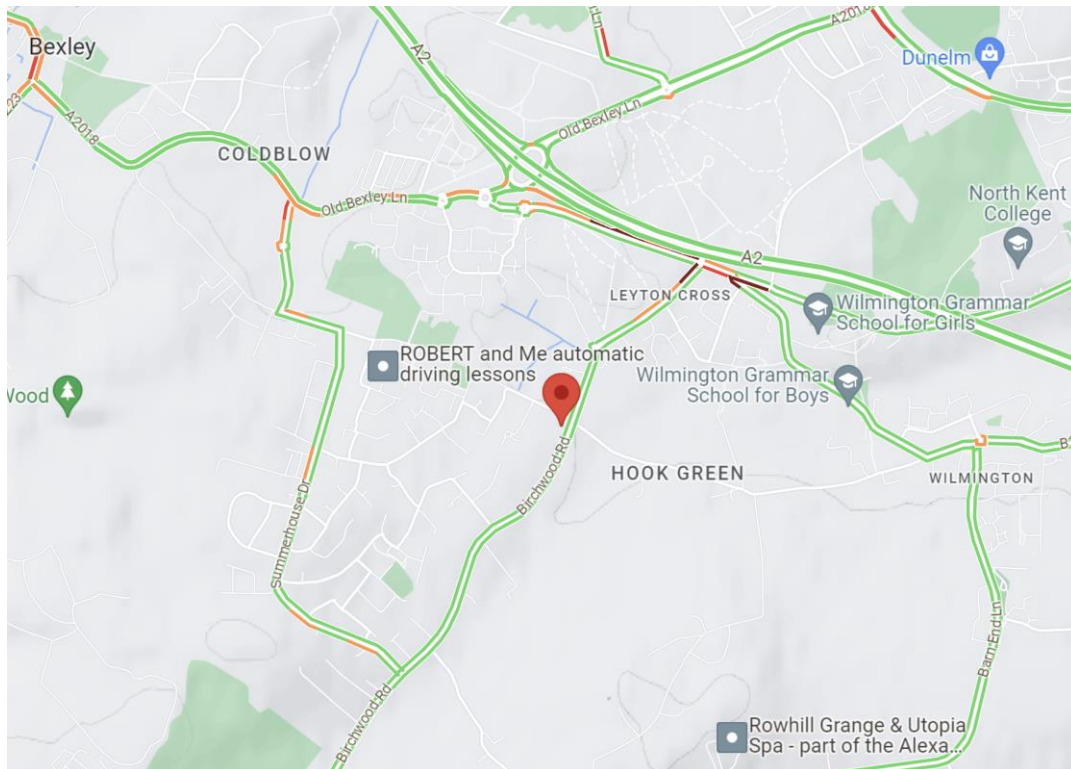 Bexley
A2
A2018
Dunelm
23
A2018
Old Bexley Ln
COLDBLOW
Old Bexley Ln
North Kent
College
A2
LEYTON CROSS
Wilmington Grammar
School for Girls
ROBERT and Me automatic
driving lessons
Wilmington Grammar
School for Boys
Wood
Birchwood Rd
HOOK GREEN
WILMINGTON
Summerhouse Dr
Barn End Ln
Birchwood Rd
Rowhill Grange & Utopia
Spa - part of the Alexa...